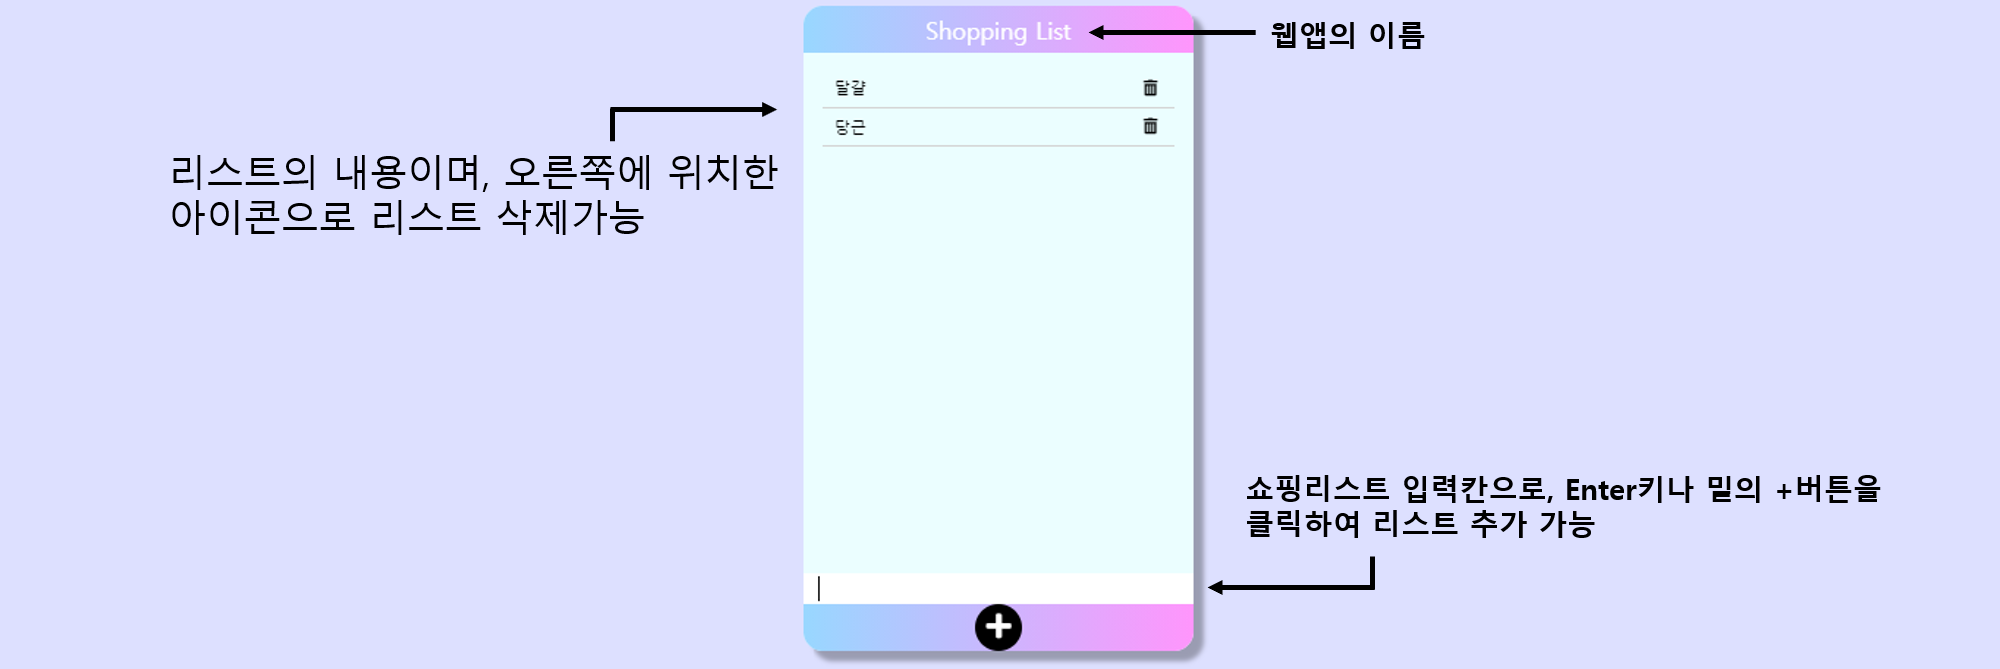 Shopping List
웹앱의 이름
달걀
당근
리스트의 내용이며, 오른쪽에 위치한
아이콘으로 리스트 삭제가능
쇼핑리스트 입력칸으로, Enter키나 밑의 +버튼을
클릭하여 리스트 추가 가능